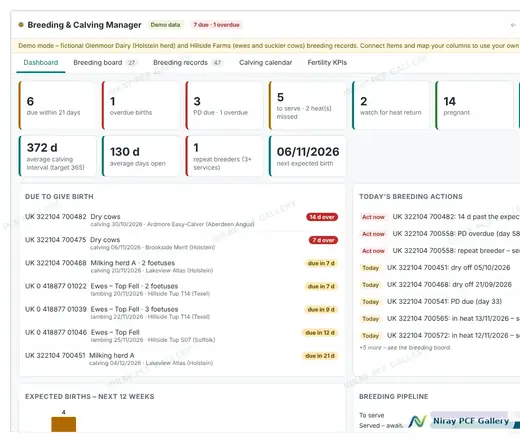 Breeding & Calving Manager Demo data 7 due · 1 overdue
Demo mode – fictional Glenmoor Dairy (Holstein herd) and Hillside Farms (ewes and suckler cows) breeding records. Connect Items and map your columns to use your own
Dashboard Breeding board 27 Breeding records 47 Calving calendar Fertility KPIs
6
due within 21 days
1
overdue births
3
PD due · 1 overdue
5
to serve · 2 heat(s) missed
2
watch for heat return
14
pregnant
372 d
average calving interval (target 365)
130 d
average days open
1
repeat breeders (3+ services)
06/11/2026
next expected birth
DUE TO GIVE BIRTH
UK 322104 700482 Dry cows 14 d over
calving 30/10/2026 · Ardmore Easy-Calver (Aberdeen Angus)
UK 322104 700475 Dry cows 7 d over
calving 06/11/2026 · Brookside Merit (Holstein)
UK 322104 700468 Milking herd A · 2 foetuses due in 7 d
calving 20/11/2026 · Lakeview Atlas (Holstein)
UK 0 418877 01022 Ewes – Top Fell · 2 foetuses due in 7 d
lambing 20/11/2026 · Hillside Tup T14 (Texel)
UK 0 418877 01039 Ewes – Top Fell · 3 foetuses due in 9 d
lambing 22/11/2026 · Hillside Tup T14 (Texel)
UK 0 418877 01046 Ewes – Top Fell due in 12 d
lambing 25/11/2026 · Hillside Tup S07 (Suffolk)
UK 322104 700451 Milking herd A due in 21 d
calving 04/12/2026 · Lakeview Atlas (Holstein)
TODAY'S BREEDING ACTIONS
Act now UK 322104 700482: 14 d past the expec
Act now UK 322104 700558: PD overdue (day 58
Act now UK 322104 700558: repeat breeder – se
Today UK 322104 700451: dry off 05/10/2026
Today UK 322104 700468: dry off 21/09/2026
Today UK 322104 700541: PD due (day 33)
Today UK 322104 700565: in heat 13/11/2026 – s
Today UK 322104 700572: in heat 12/11/2026 – s
+5 more – see the breeding board.
EXPECTED BIRTHS – NEXT 12 WEEKS
4
BREEDING PIPELINE
To serve
Served – await
Niray PCF Gallery